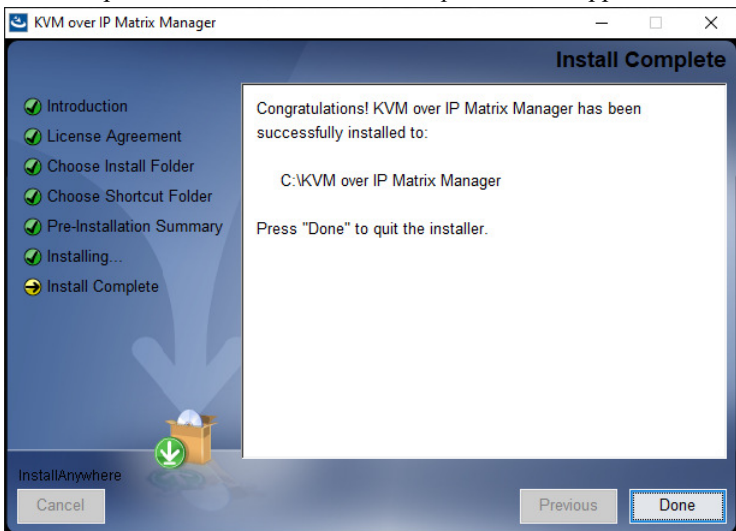 KVM over IP Matrix Manager
Install Complete
Introduction
License Agreement
Choose Install Folder
Choose Shortcut Folder
Pre-Installation Summary
Installing...
Install Complete
Congratulations! KVM over IP Matrix Manager has been
successfully installed to:
C:\KVM over IP Matrix Manager
Press "Done" to quit the installer.
InstallAnywhere
Cancel
Previous
Done